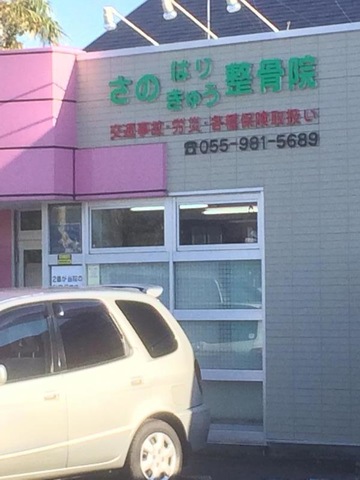 さの はり きゅう 整骨院
交通事故・労災・各種保険取扱い
☎055-981-5689